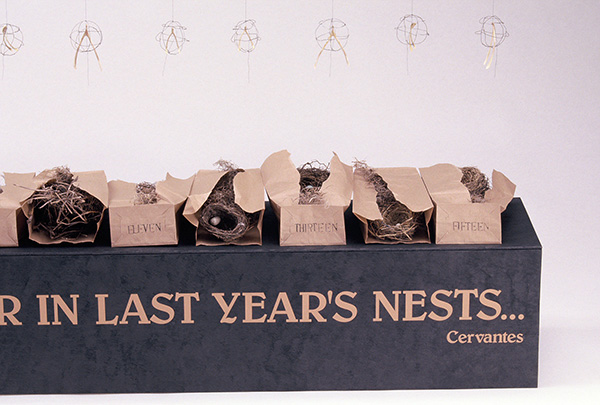 ELEVEN
THIRTEEN
FIFTEEN
R IN LAST YEAR'S NESTS...
Cervantes